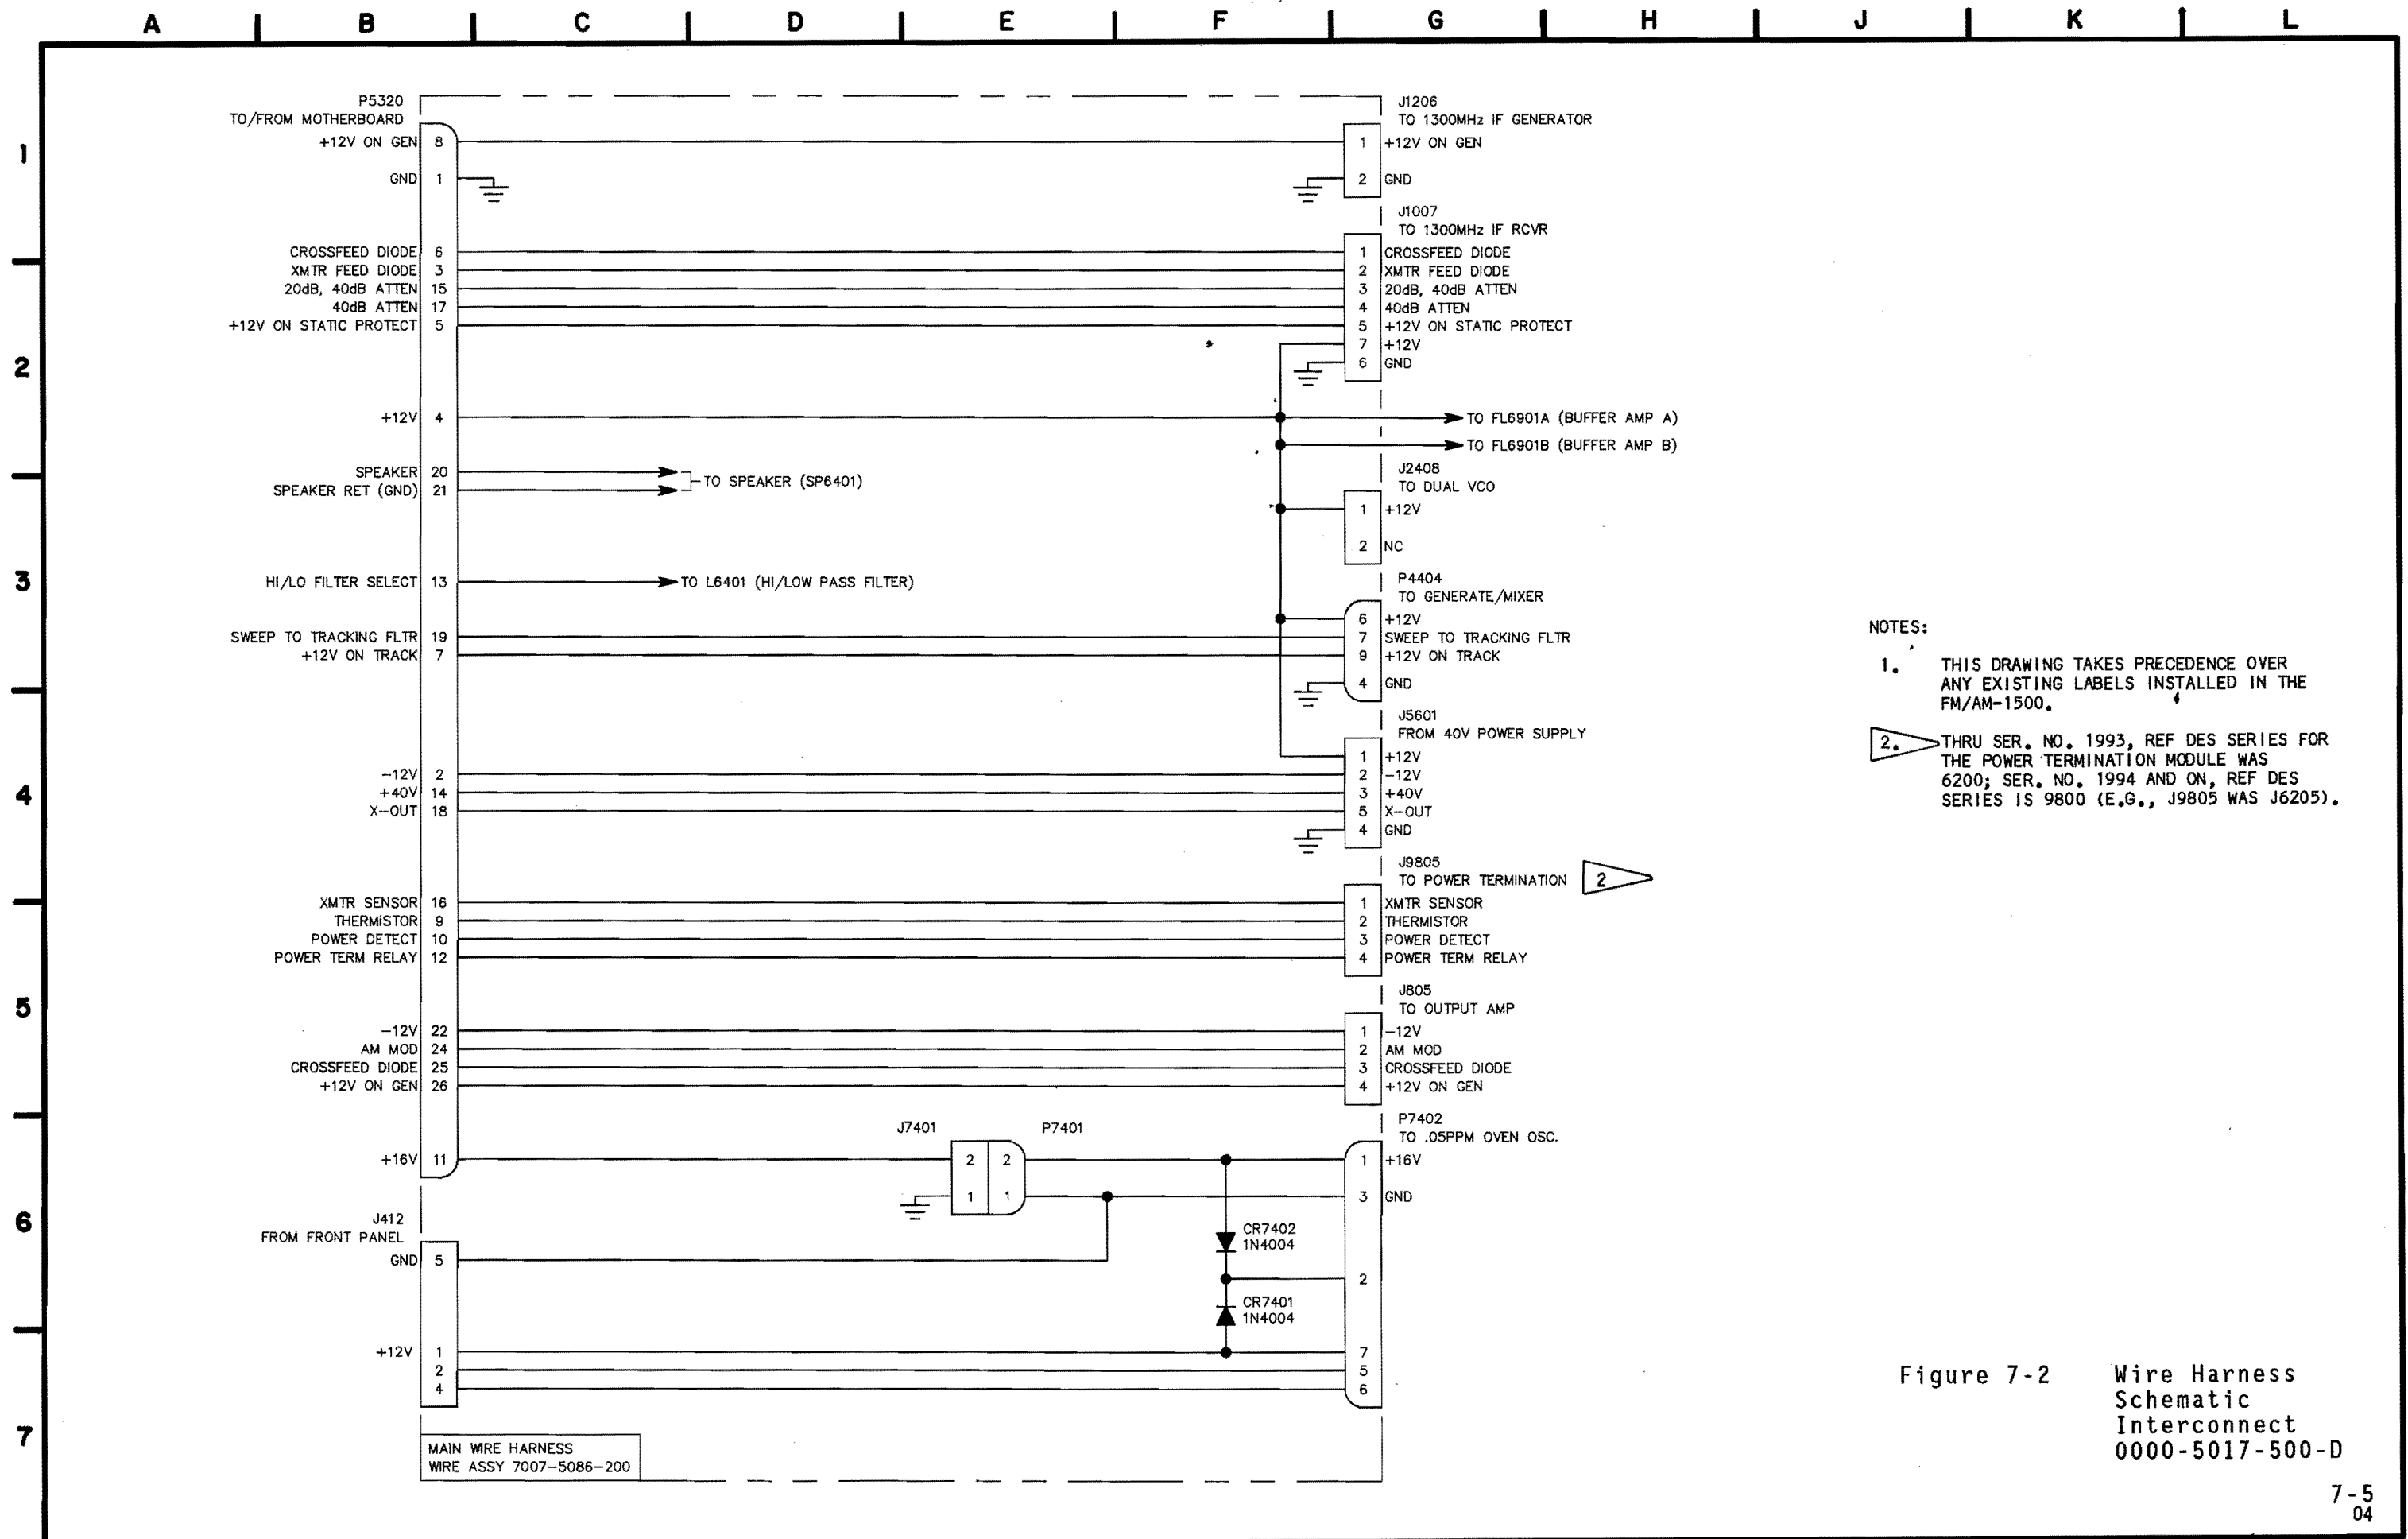 A B C D E F G H J K L
1
2
3
4
5
6
7
P5320
TO/FROM MOTHERBOARD
+12V ON GEN 8
GND 1
CROSSFEED DIODE 6
XMTR FEED DIODE 3
20dB, 40dB ATTEN 15
40dB ATTEN 17
+12V ON STATIC PROTECT 5
+12V 4
SPEAKER 20
SPEAKER RET (GND) 21
TO SPEAKER (SP6401)
HI/LO FILTER SELECT 13
TO L6401 (HI/LOW PASS FILTER)
SWEEP TO TRACKING FLTR 19
+12V ON TRACK 7
-12V 2
+40V 14
X-OUT 18
XMTR SENSOR 16
THERMISTOR 9
POWER DETECT 10
POWER TERM RELAY 12
-12V 22
AM MOD 24
CROSSFEED DIODE 25
+12V ON GEN 26
+16V 11
J412
FROM FRONT PANEL
GND 5
+12V 1
2
4
J7401 P7401
2 2
1 1
CR7402
1N4004
CR7401
1N4004
J1206
TO 1300MHz IF GENERATOR
1 +12V ON GEN
2 GND
J1007
TO 1300MHz IF RCVR
1 CROSSFEED DIODE
2 XMTR FEED DIODE
3 20dB, 40dB ATTEN
4 40dB ATTEN
5 +12V ON STATIC PROTECT
7 +12V
6 GND
TO FL6901A (BUFFER AMP A)
TO FL6901B (BUFFER AMP B)
J2408
TO DUAL VCO
1 +12V
2 NC
P4404
TO GENERATE/MIXER
6 +12V
7 SWEEP TO TRACKING FLTR
9 +12V ON TRACK
4 GND
J5601
FROM 40V POWER SUPPLY
1 +12V
2 -12V
3 +40V
5 X-OUT
4 GND
J9805
TO POWER TERMINATION 2
1 XMTR SENSOR
2 THERMISTOR
3 POWER DETECT
4 POWER TERM RELAY
J805
TO OUTPUT AMP
1 -12V
2 AM MOD
3 CROSSFEED DIODE
4 +12V ON GEN
P7402
TO .05PPM OVEN OSC.
1 +16V
3 GND
2
7
5
6
MAIN WIRE HARNESS
WIRE ASSY 7007-5086-200
NOTES:
1. THIS DRAWING TAKES PRECEDENCE OVER
ANY EXISTING LABELS INSTALLED IN THE
FM/AM-1500.
2. THRU SER. NO. 1993, REF DES SERIES FOR
THE POWER TERMINATION MODULE WAS
6200; SER. NO. 1994 AND ON, REF DES
SERIES IS 9800 (E.G., J9805 WAS J6205).
Figure 7-2 Wire Harness
Schematic
Interconnect
0000-5017-500-D
7-5
04